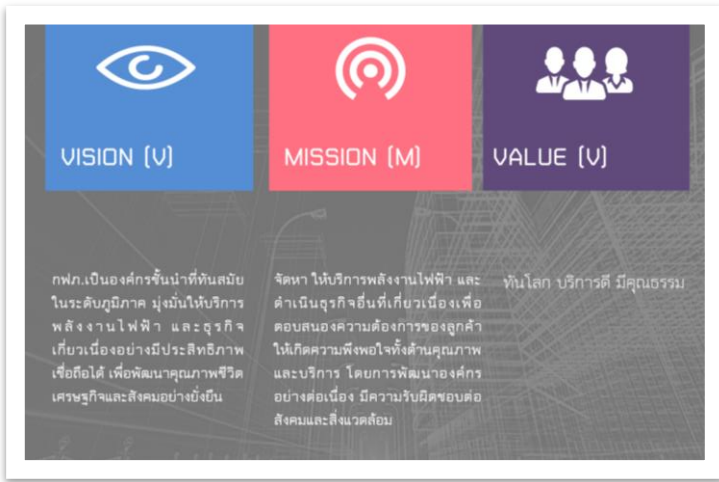 VISION (V)
กฟภ.เป็นองค์กรชั้นนำที่ทันสมัย
ในระดับภูมิภาค มุ่งมั่นให้บริการ
พลังงานไฟฟ้า และธุรกิจ
เกี่ยวเนื่องอย่างมีประสิทธิภาพ
เชื่อถือได้ เพื่อพัฒนาคุณภาพชีวิต
เศรษฐกิจและสังคมอย่างยั่งยืน
MISSION (M)
จัดหา ให้บริการพลังงานไฟฟ้า และ
ดำเนินธุรกิจอื่นที่เกี่ยวเนื่องเพื่อ
ตอบสนองความต้องการของลูกค้า
ให้เกิดความพึงพอใจทั้งด้านคุณภาพ
และบริการ โดยการพัฒนาองค์กร
อย่างต่อเนื่อง มีความรับผิดชอบต่อ
สังคมและสิ่งแวดล้อม
VALUE (V)
ทันโลก บริการดี มีคุณธรรม